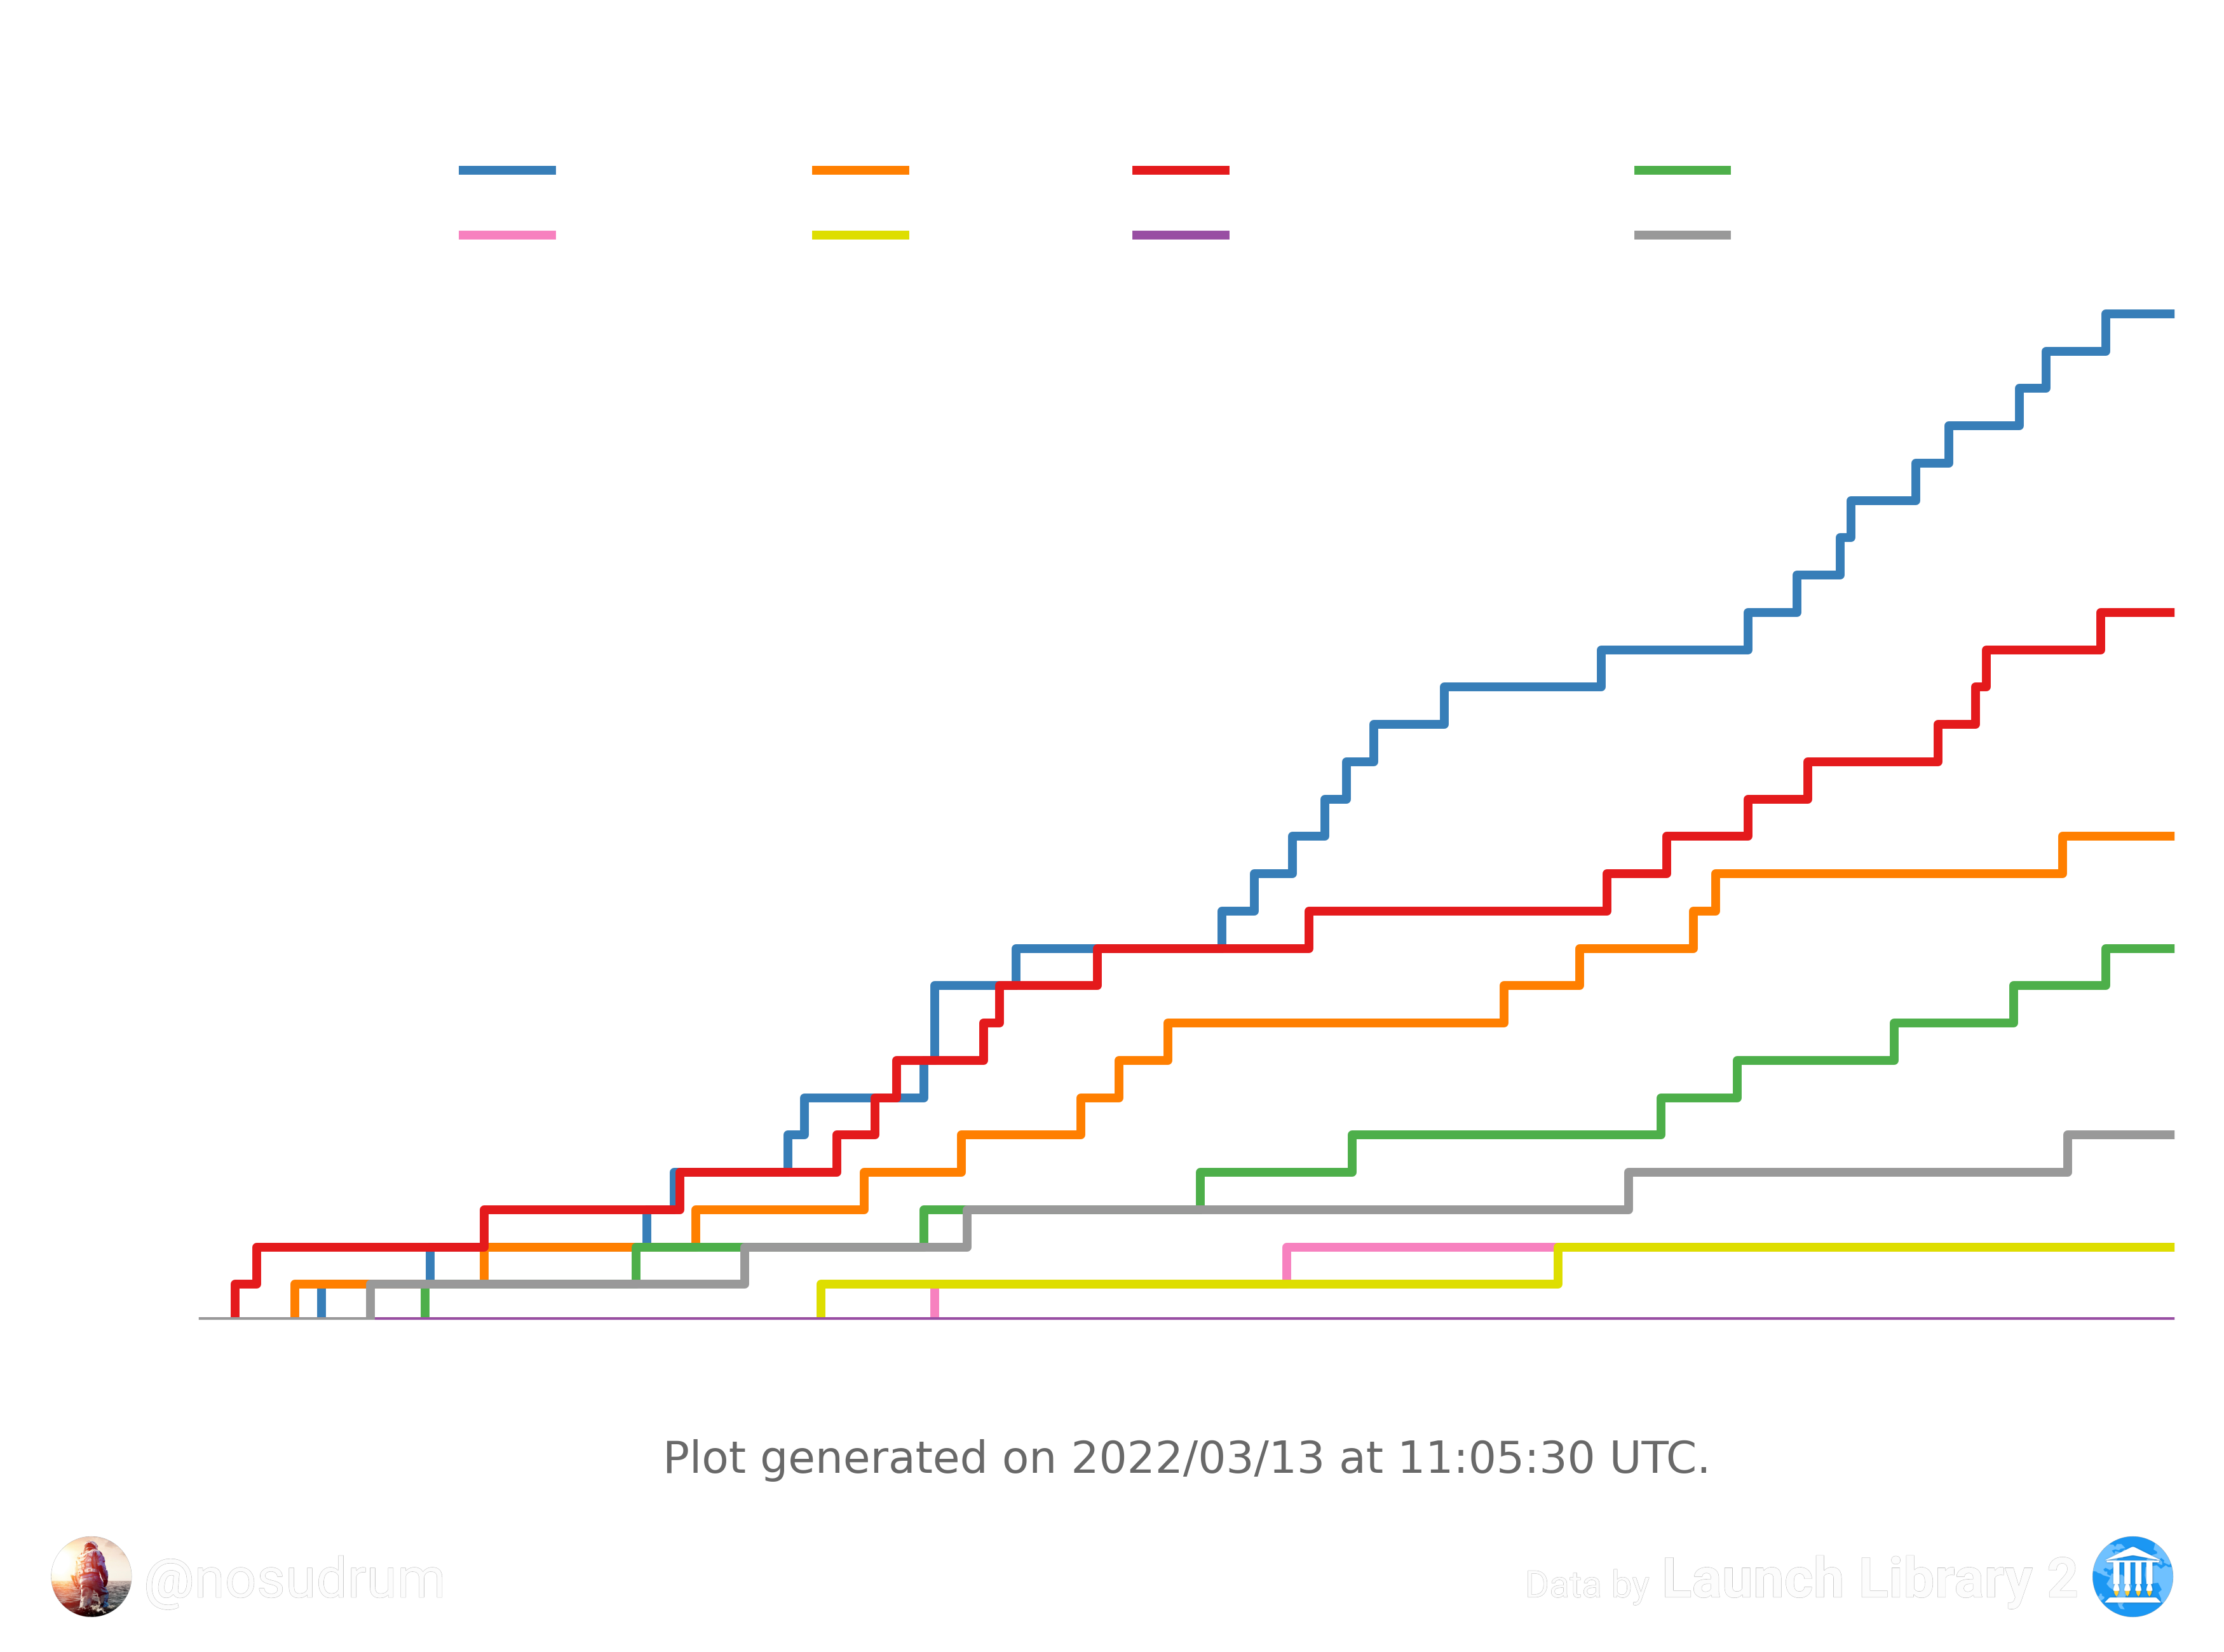 Plot generated on 2022/03/13 at 11:05:30 UTC.
@nosudrum
Data by Launch Library 2